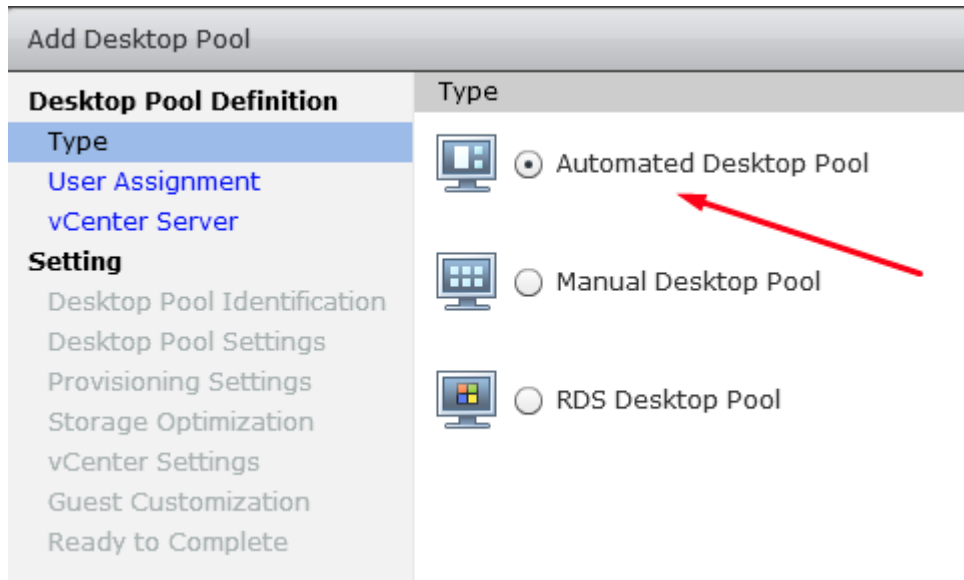 Add Desktop Pool
Desktop Pool Definition
Type
User Assignment
vCenter Server
Setting
Desktop Pool Identification
Desktop Pool Settings
Provisioning Settings
Storage Optimization
vCenter Settings
Guest Customization
Ready to Complete
Type
Automated Desktop Pool
Manual Desktop Pool
RDS Desktop Pool